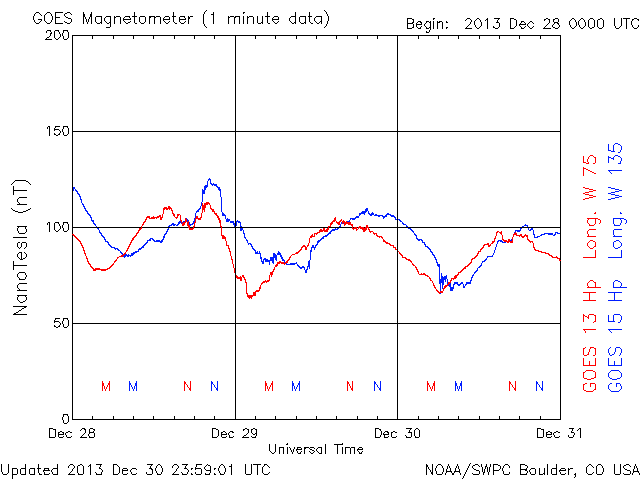 GOES Magnetometer (1 minute data)
Begin: 2013 Dec 28 0000 UTC
200
150
100
50
0
NanoTesla (nT)
M M N N M M N N M M N N
Dec 28 Dec 29 Dec 30 Dec 31
Universal Time
GOES 13 Hp Long. W 75
GOES 15 Hp Long. W 135
Updated 2013 Dec 30 23:59:01 UTC
NOAA/SWPC Boulder, CO USA